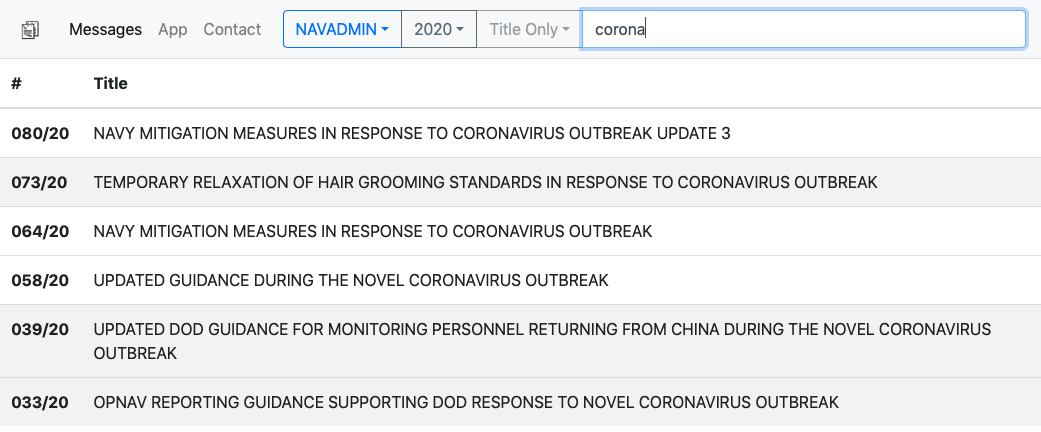 Messages App Contact NAVADMIN 2020 Title Only corona
# Title
080/20 NAVY MITIGATION MEASURES IN RESPONSE TO CORONAVIRUS OUTBREAK UPDATE 3
073/20 TEMPORARY RELAXATION OF HAIR GROOMING STANDARDS IN RESPONSE TO CORONAVIRUS OUTBREAK
064/20 NAVY MITIGATION MEASURES IN RESPONSE TO CORONAVIRUS OUTBREAK
058/20 UPDATED GUIDANCE DURING THE NOVEL CORONAVIRUS OUTBREAK
039/20 UPDATED DOD GUIDANCE FOR MONITORING PERSONNEL RETURNING FROM CHINA DURING THE NOVEL CORONAVIRUS
OUTBREAK
033/20 OPNAV REPORTING GUIDANCE SUPPORTING DOD RESPONSE TO NOVEL CORONAVIRUS OUTBREAK